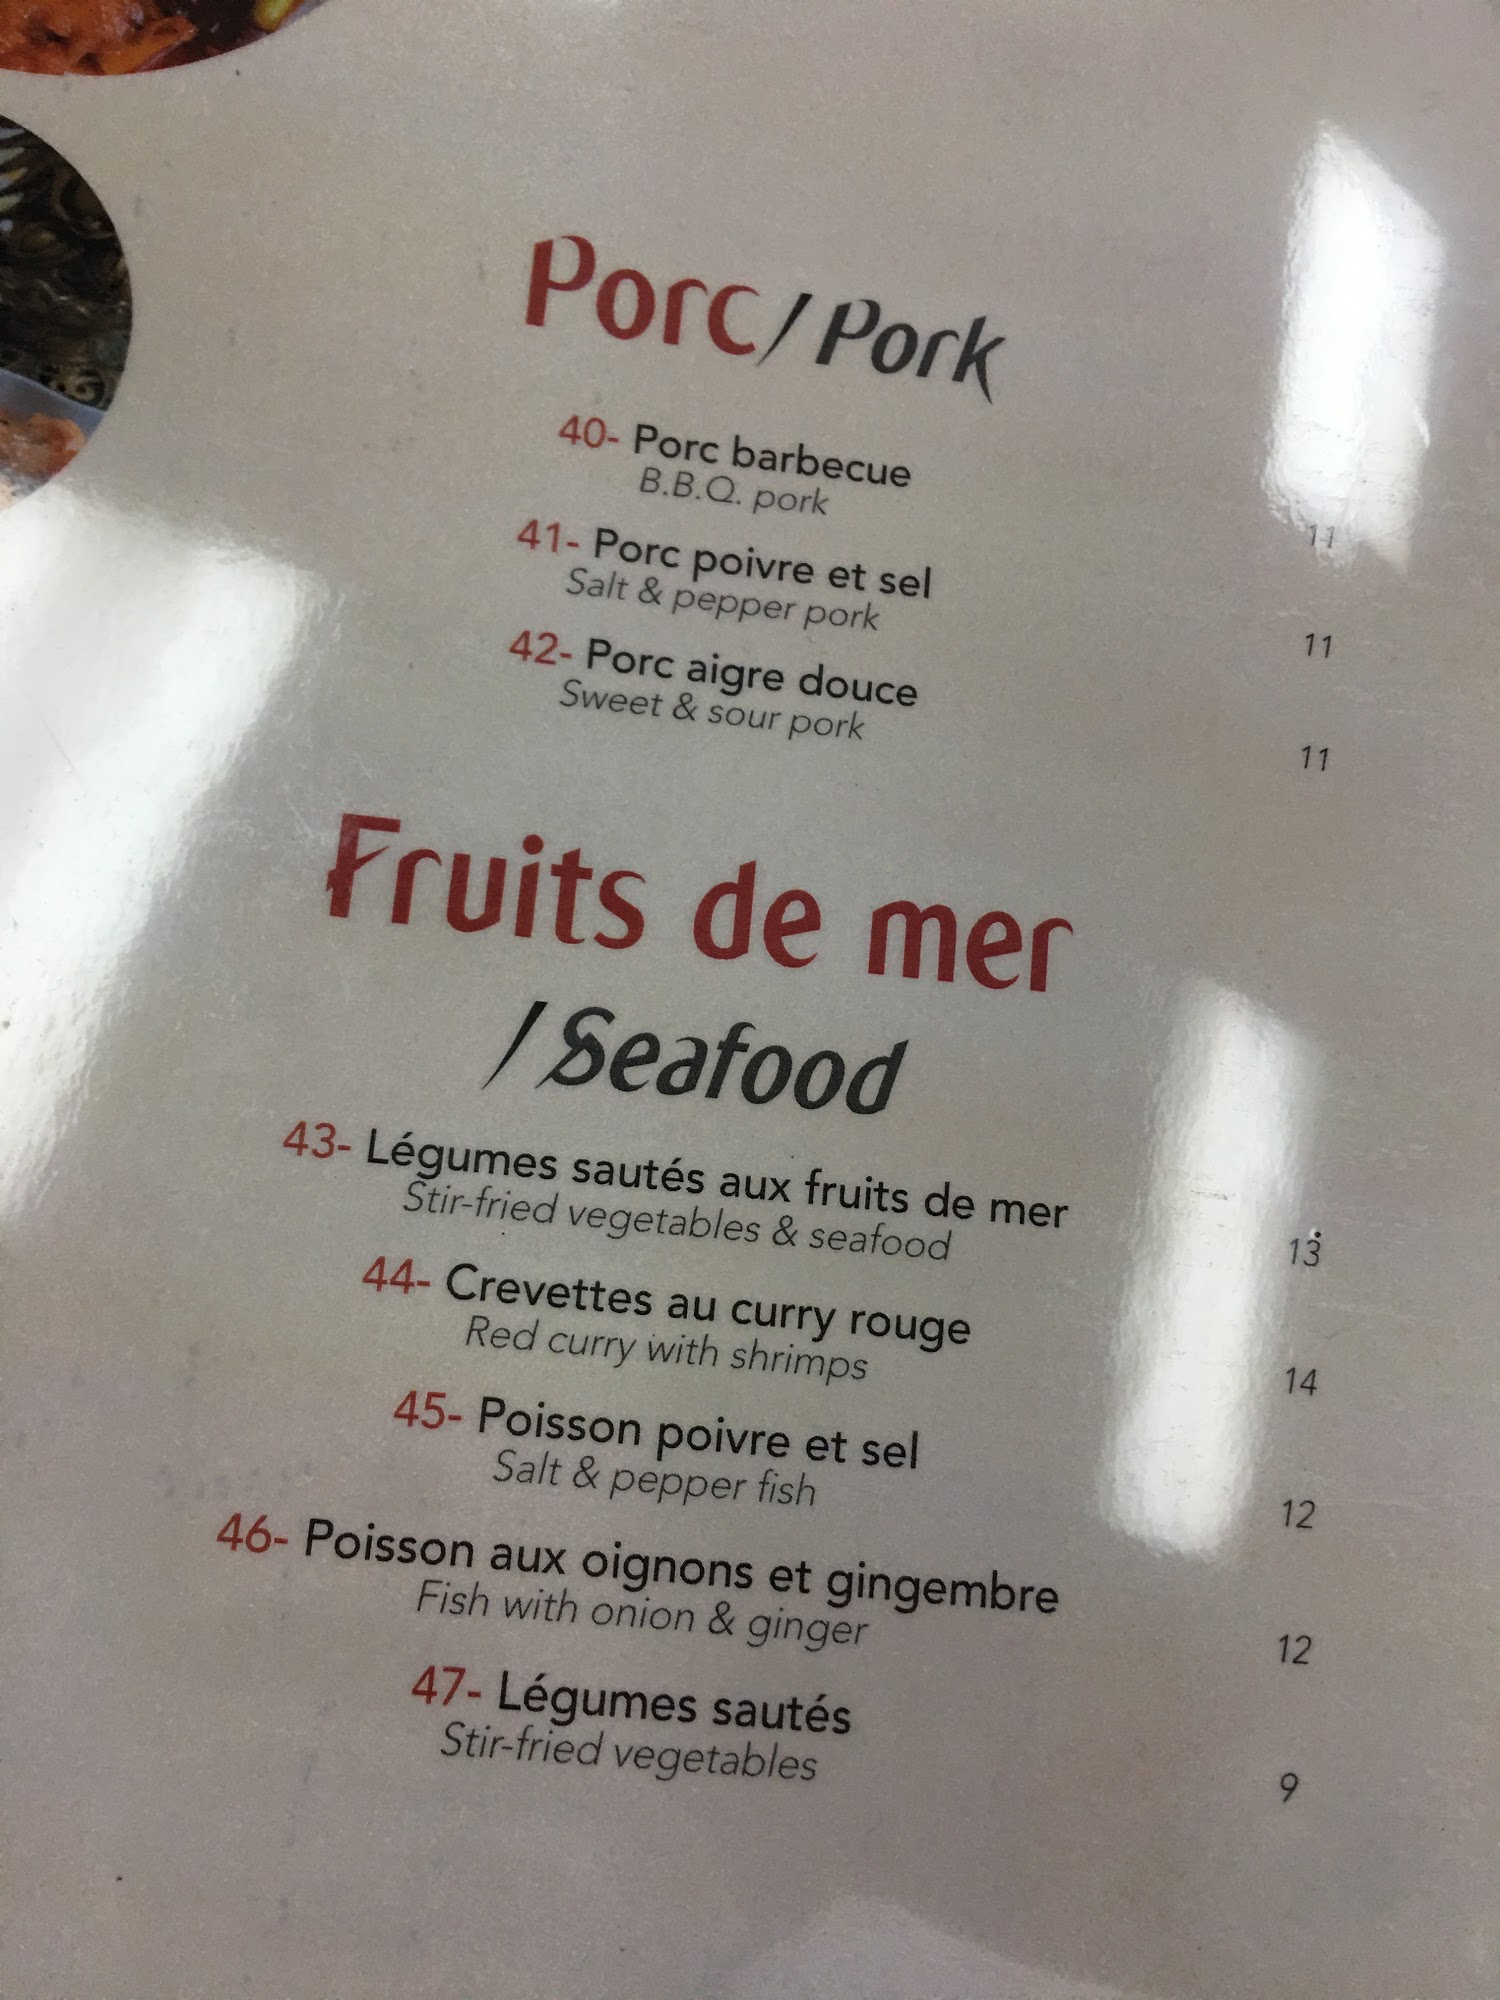 Porc / Pork
40- Porc barbecue
B.B.Q. pork
11
41- Porc poivre et sel
Salt & pepper pork
11
42- Porc aigre douce
Sweet & sour pork
11
Fruits de mer
/ Seafood
43- Légumes sautés aux fruits de mer
Stir-fried vegetables & seafood
13
44- Crevettes au curry rouge
Red curry with shrimps
14
45- Poisson poivre et sel
Salt & pepper fish
12
46- Poisson aux oignons et gingembre
Fish with onion & ginger
12
47- Légumes sautés
Stir-fried vegetables
9